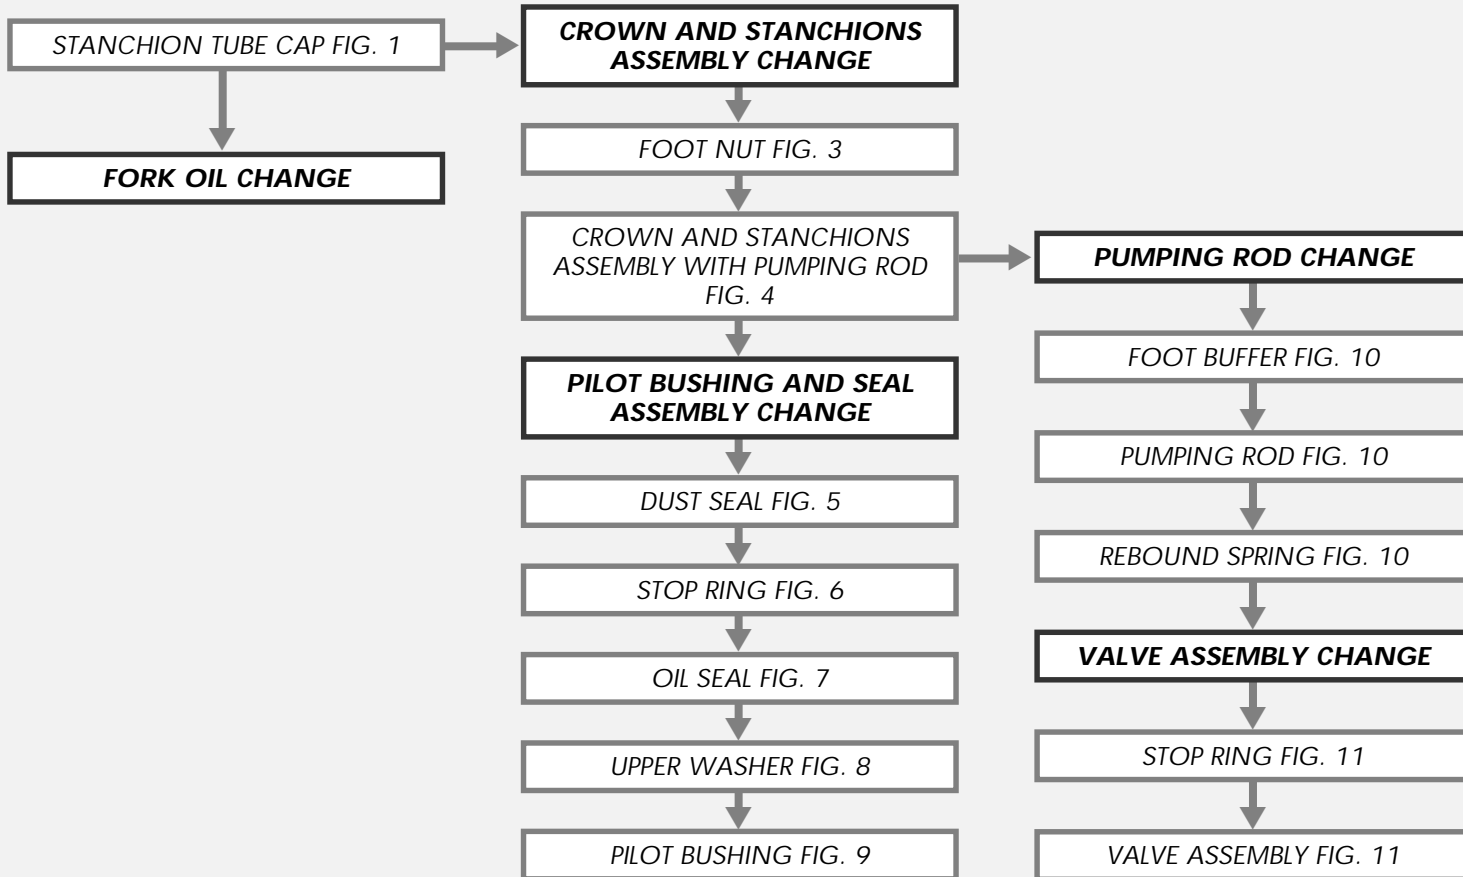 STANCHION TUBE CAP FIG. 1
FORK OIL CHANGE
CROWN AND STANCHIONS
ASSEMBLY CHANGE
FOOT NUT FIG. 3
CROWN AND STANCHIONS
ASSEMBLY WITH PUMPING ROD
FIG. 4
PILOT BUSHING AND SEAL
ASSEMBLY CHANGE
DUST SEAL FIG. 5
STOP RING FIG. 6
OIL SEAL FIG. 7
UPPER WASHER FIG. 8
PILOT BUSHING FIG. 9
PUMPING ROD CHANGE
FOOT BUFFER FIG. 10
PUMPING ROD FIG. 10
REBOUND SPRING FIG. 10
VALVE ASSEMBLY CHANGE
STOP RING FIG. 11
VALVE ASSEMBLY FIG. 11